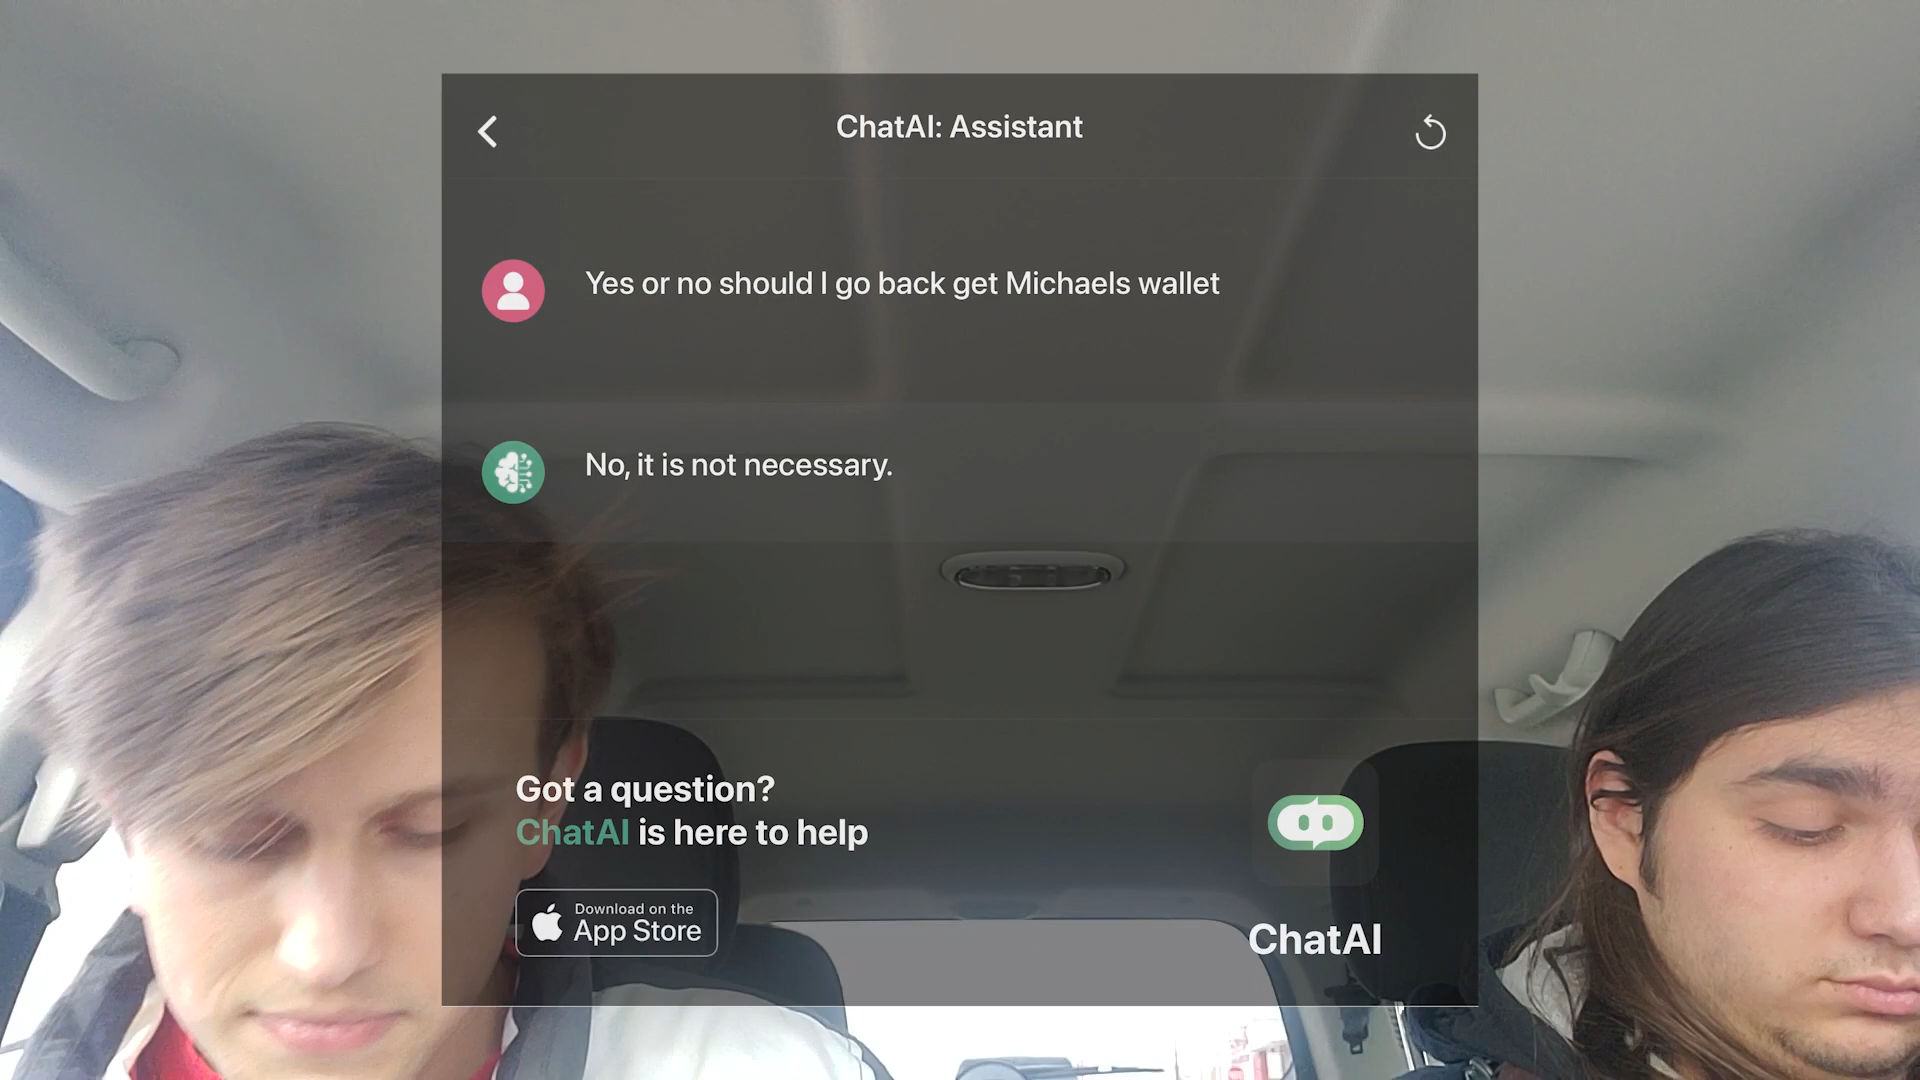 ChatAI: Assistant
Yes or no should I go back get Michaels wallet
No, it is not necessary.
Got a question?
ChatAI is here to help
Download on the
App Store
ChatAI